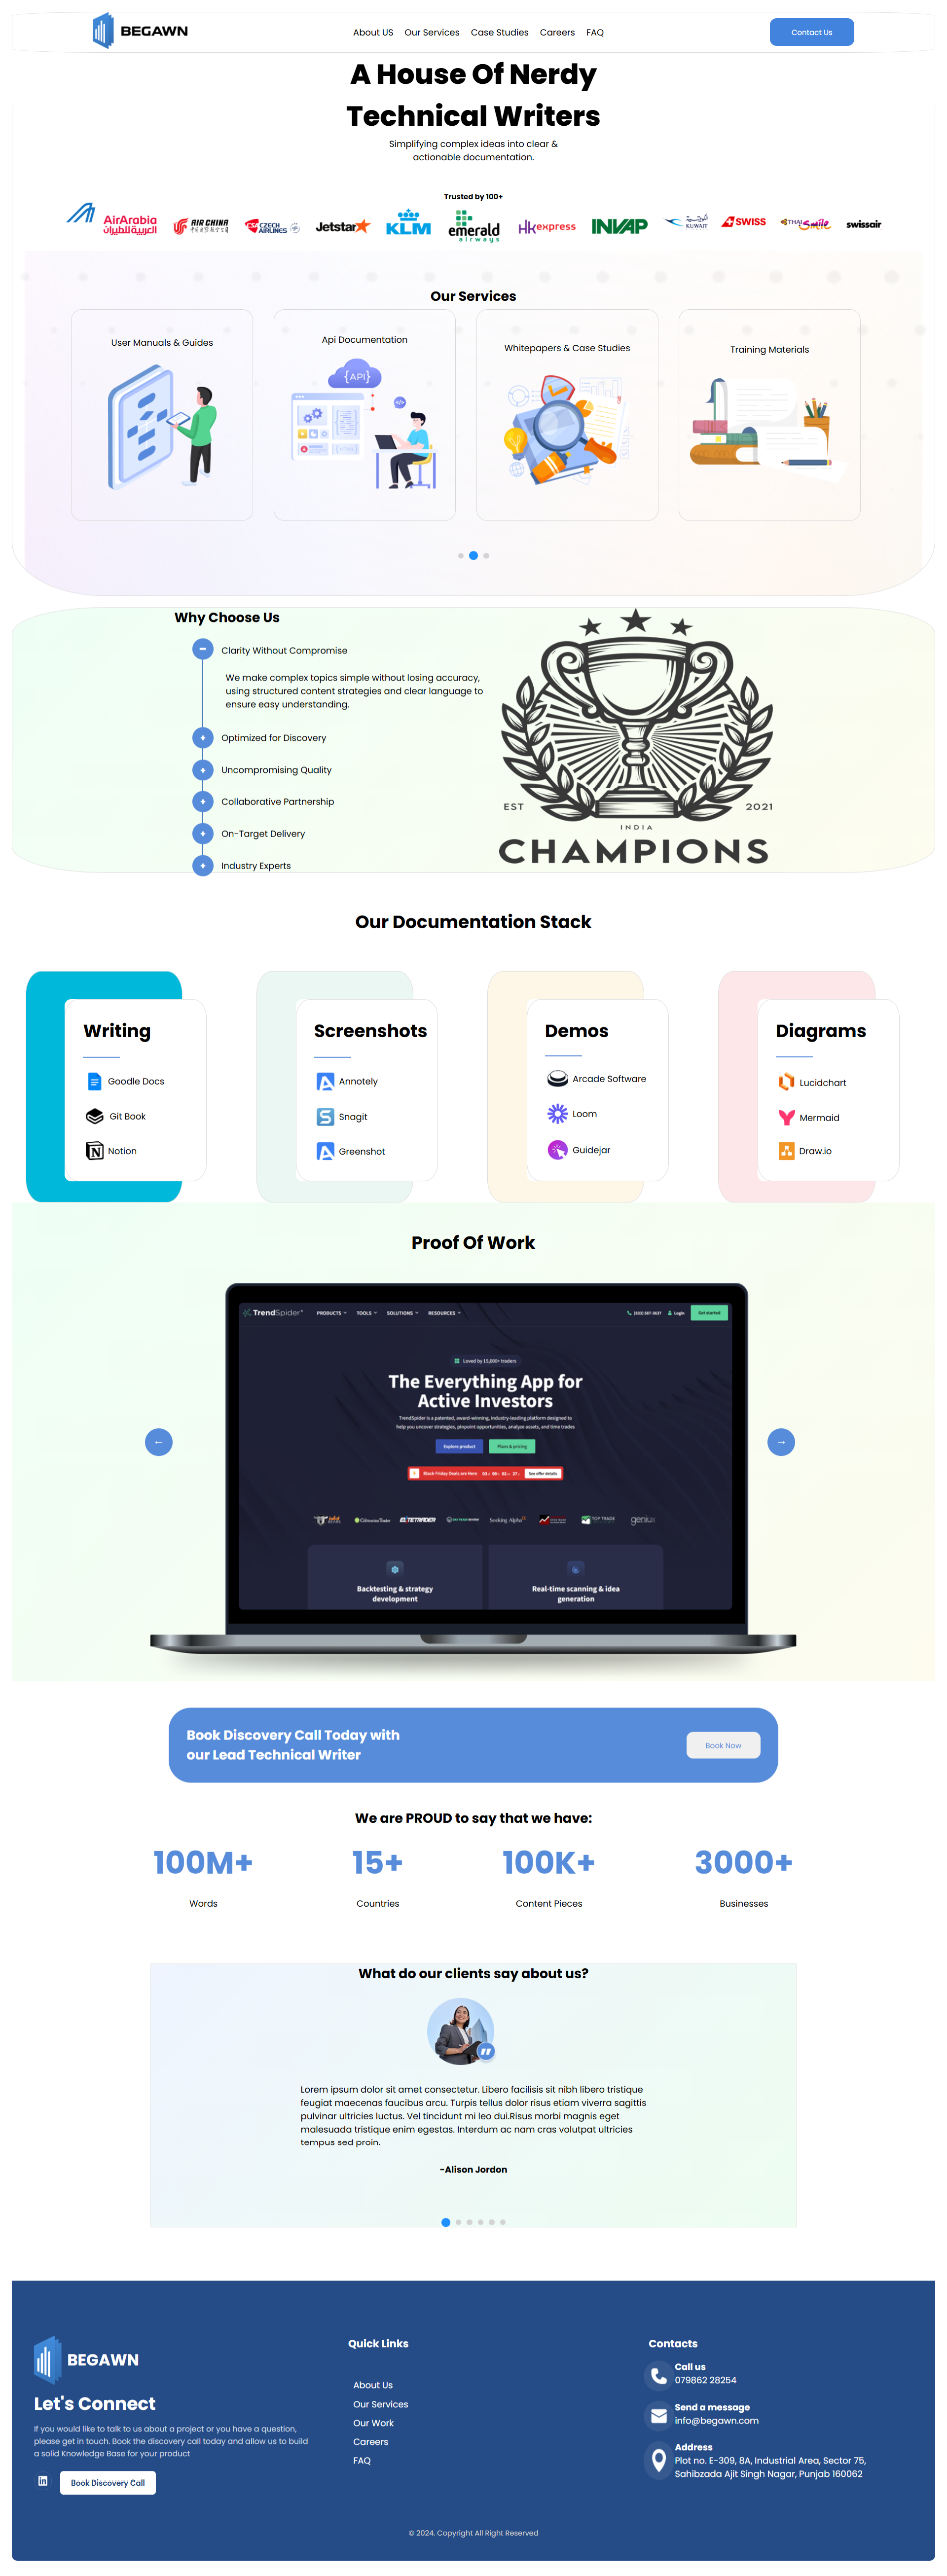 BEGAWN
About US
Our Services
Case Studies
Careers
FAQ
Contact Us
A House Of Nerdy
Technical Writers
Simplifying complex ideas into clear &
actionable documentation.
Trusted by 100+
AirArabia
العربية للطيران
AIR CHINA
CZECH
AIRLINES
Jetstar
KLM
emerald
airways
hkexpress
INVAP
KUWAIT
SWISS
THAI Smile
swissair
Our Services
User Manuals & Guides
Api Documentation
{API}
</>
Whitepapers & Case Studies
Training Materials
Why Choose Us
Clarity Without Compromise
We make complex topics simple without losing accuracy,
using structured content strategies and clear language to
ensure easy understanding.
Optimized for Discovery
Uncompromising Quality
Collaborative Partnership
On-Target Delivery
Industry Experts
EST
2021
INDIA
CHAMPIONS
Our Documentation Stack
Writing
Goodle Docs
Git Book
Notion
Screenshots
Annotely
Snagit
Greenshot
Demos
Arcade Software
Loom
Guidejar
Diagrams
Lucidchart
Mermaid
Draw.io
Proof Of Work
TrendSpider
PRODUCTS
TOOLS
SOLUTIONS
RESOURCES
Login
Get started
Loved by 15,000+ traders
The Everything App for
Active Investors
TrendSpider is a patented, award-winning, industry-leading platform designed to
help you uncover strategies, pinpoint opportunities, analyze assets, and time trades
Explore product
Plans & pricing
Black Friday Deals are Here
See offer details
Seeking Alpha
TOP TRADE
genius
Backtesting & strategy
development
Real-time scanning & idea
generation
Book Discovery Call Today with
our Lead Technical Writer
Book Now
We are PROUD to say that we have:
100M+
Words
15+
Countries
100K+
Content Pieces
3000+
Businesses
What do our clients say about us?
Lorem ipsum dolor sit amet consectetur. Libero facilisis sit nibh libero tristique
feugiat maecenas faucibus arcu. Turpis tellus dolor risus etiam viverra sagittis
pulvinar ultricies luctus. Vel tincidunt mi leo dui.Risus morbi magnis eget
malesuada tristique enim egestas. Interdum ac nam cras volutpat ultricies
tempus sed proin.
-Alison Jordon
BEGAWN
Let's Connect
If you would like to talk to us about a project or you have a question,
please get in touch. Book the discovery call today and allow us to build
a solid Knowledge Base for your product
Book Discovery Call
Quick Links
About Us
Our Services
Our Work
Careers
FAQ
Contacts
Call us
079862 28254
Send a message
info@begawn.com
Address
Plot no. E-309, 8A, Industrial Area, Sector 75,
Sahibzada Ajit Singh Nagar, Punjab 160062
© 2024. Copyright All Right Reserved